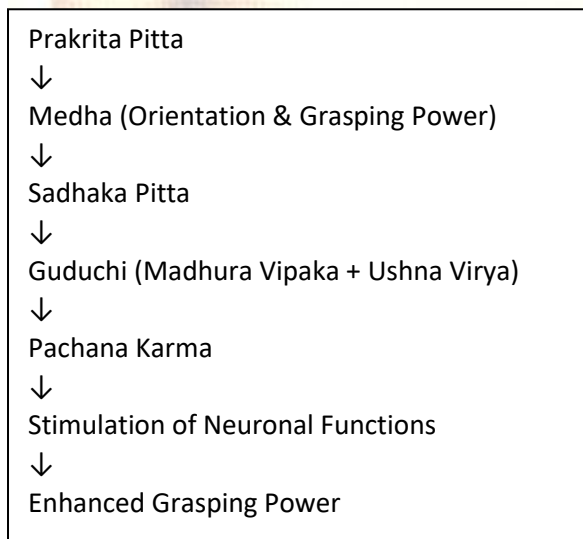 Prakrita Pitta
↓
Medha (Orientation & Grasping Power)
↓
Sadhaka Pitta
↓
Guduchi (Madhura Vipaka + Ushna Virya)
↓
Pachana Karma
↓
Stimulation of Neuronal Functions
↓
Enhanced Grasping Power